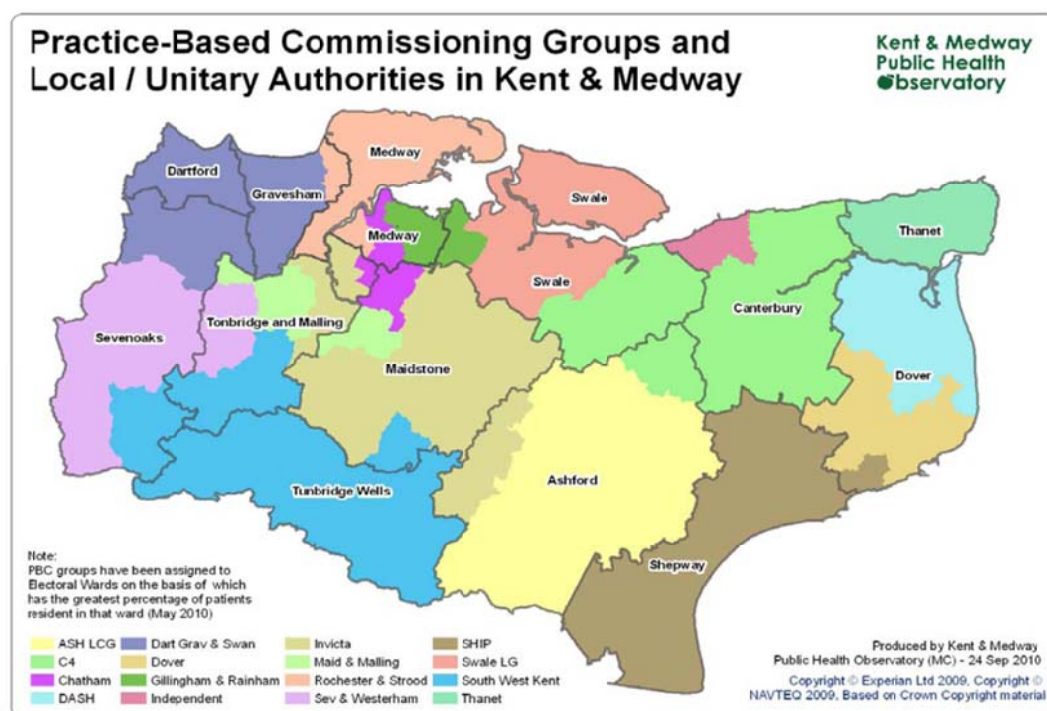 Practice-Based Commissioning Groups and
Local / Unitary Authorities in Kent & Medway
Kent & Medway
Public Health
Observatory
Medway
Dartford
Gravesham
Swale
Medway
Thanet
Swale
Canterbury
Tonbridge and Malling
Sevenoaks
Maidstone
Dover
Ashford
Tunbridge Wells
Shepway
Note:
PBC groups have been assigned to
Electoral Wards on the basis of which
has the greatest percentage of patients
resident in that ward (May 2010)
ASH LCG
C4
Chatham
DASH
Dart Grav & Swan
Dover
Gillingham & Rainham
Independent
Invicta
Maid & Malling
Rochester & Strood
Sev & Westerham
SHIP
Swale LG
South West Kent
Thanet
Produced by Kent & Medway
Public Health Observatory (MC) - 24 Sep 2010
Copyright © Experian Ltd 2009, Copyright ©
NAVTEQ 2009, Based on Crown Copyright material